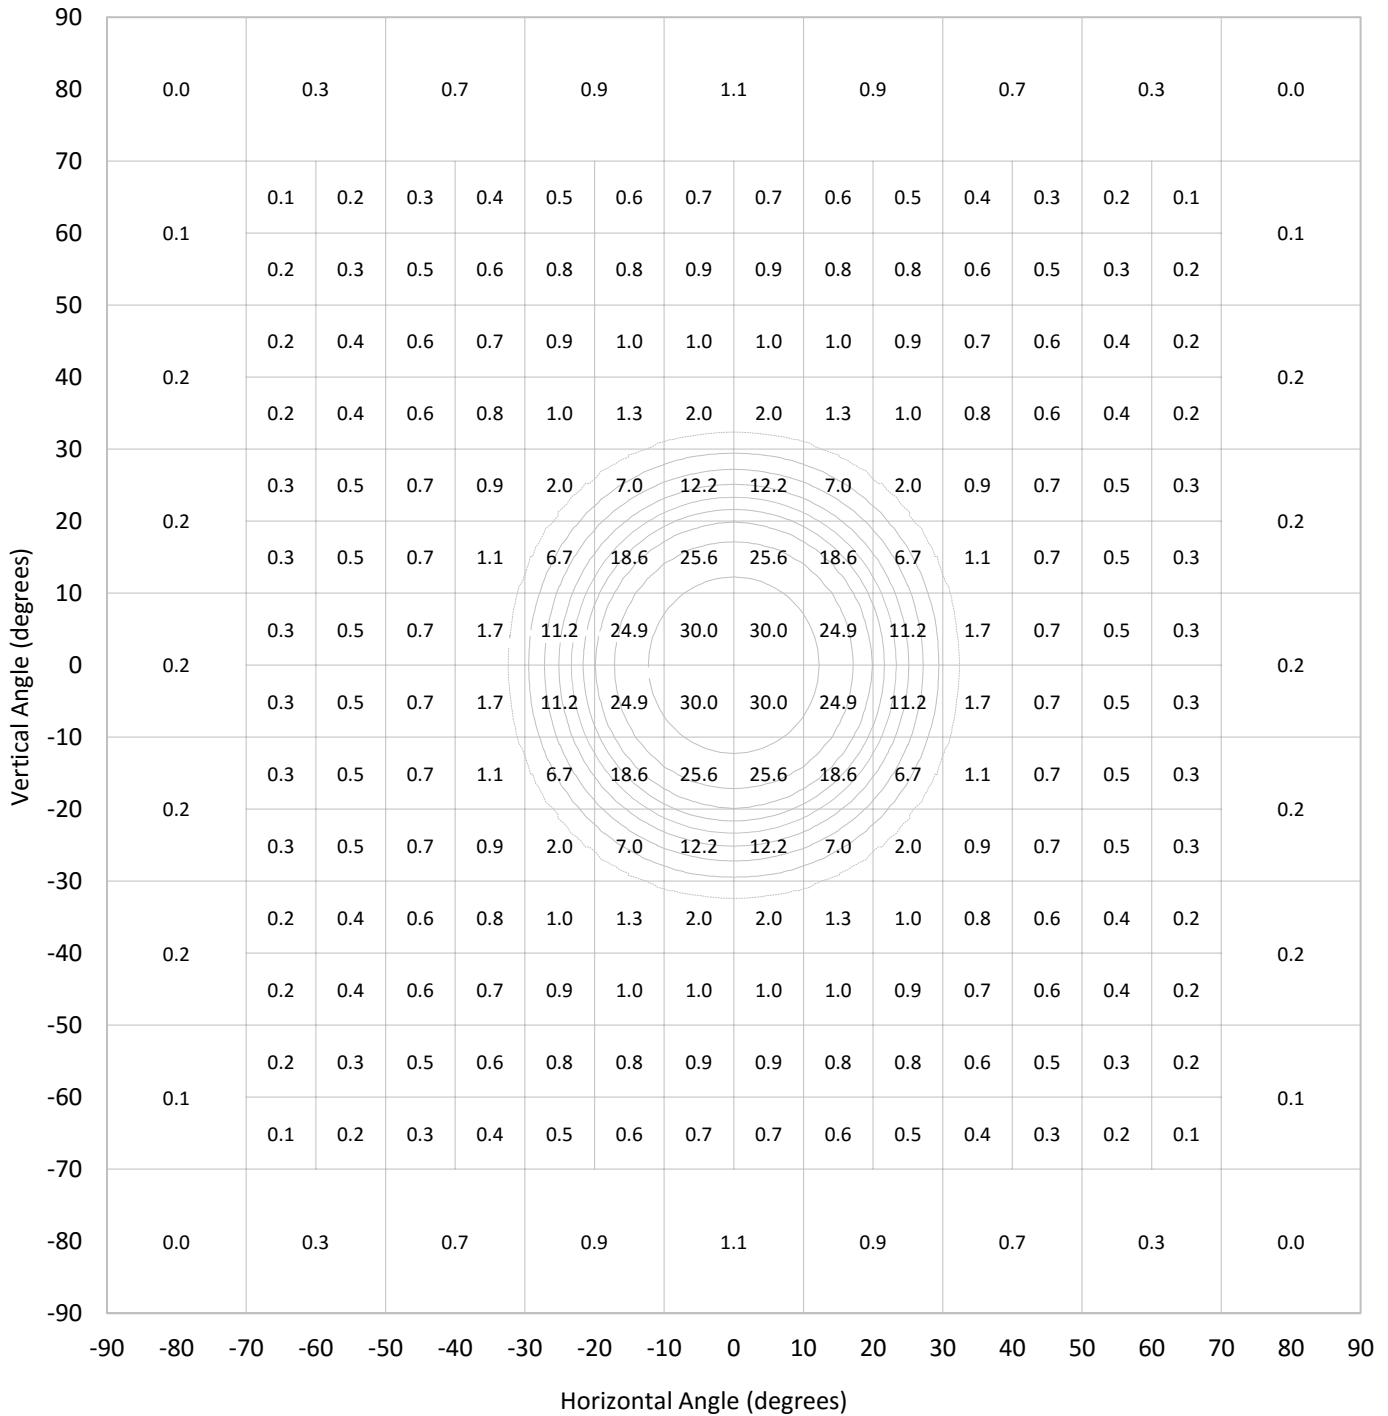 90
80 0.0 0.3 0.7 0.9 1.1 0.9 0.7 0.3 0.0
70
0.1 0.2 0.3 0.4 0.5 0.6 0.7 0.7 0.6 0.5 0.4 0.3 0.2 0.1
60 0.1 0.1
0.2 0.3 0.5 0.6 0.8 0.8 0.9 0.9 0.8 0.8 0.6 0.5 0.3 0.2
50
0.2 0.4 0.6 0.7 0.9 1.0 1.0 1.0 1.0 0.9 0.7 0.6 0.4 0.2
40 0.2 0.2
0.2 0.4 0.6 0.8 1.0 1.3 2.0 2.0 1.3 1.0 0.8 0.6 0.4 0.2
30
0.3 0.5 0.7 0.9 2.0 7.0 12.2 12.2 7.0 2.0 0.9 0.7 0.5 0.3
20 0.2 0.2
0.3 0.5 0.7 1.1 6.7 18.6 25.6 25.6 18.6 6.7 1.1 0.7 0.5 0.3
10
0.3 0.5 0.7 1.7 11.2 24.9 30.0 30.0 24.9 11.2 1.7 0.7 0.5 0.3
0 0.2 0.2
0.3 0.5 0.7 1.7 11.2 24.9 30.0 30.0 24.9 11.2 1.7 0.7 0.5 0.3
-10
0.3 0.5 0.7 1.1 6.7 18.6 25.6 25.6 18.6 6.7 1.1 0.7 0.5 0.3
-20 0.2 0.2
0.3 0.5 0.7 0.9 2.0 7.0 12.2 12.2 7.0 2.0 0.9 0.7 0.5 0.3
-30
0.2 0.4 0.6 0.8 1.0 1.3 2.0 2.0 1.3 1.0 0.8 0.6 0.4 0.2
-40 0.2 0.2
0.2 0.4 0.6 0.7 0.9 1.0 1.0 1.0 1.0 0.9 0.7 0.6 0.4 0.2
-50
0.2 0.3 0.5 0.6 0.8 0.8 0.9 0.9 0.8 0.8 0.6 0.5 0.3 0.2
-60 0.1 0.1
0.1 0.2 0.3 0.4 0.5 0.6 0.7 0.7 0.6 0.5 0.4 0.3 0.2 0.1
-70
-80 0.0 0.3 0.7 0.9 1.1 0.9 0.7 0.3 0.0
-90
-90 -80 -70 -60 -50 -40 -30 -20 -10 0 10 20 30 40 50 60 70 80 90
Vertical Angle (degrees)
Horizontal Angle (degrees)